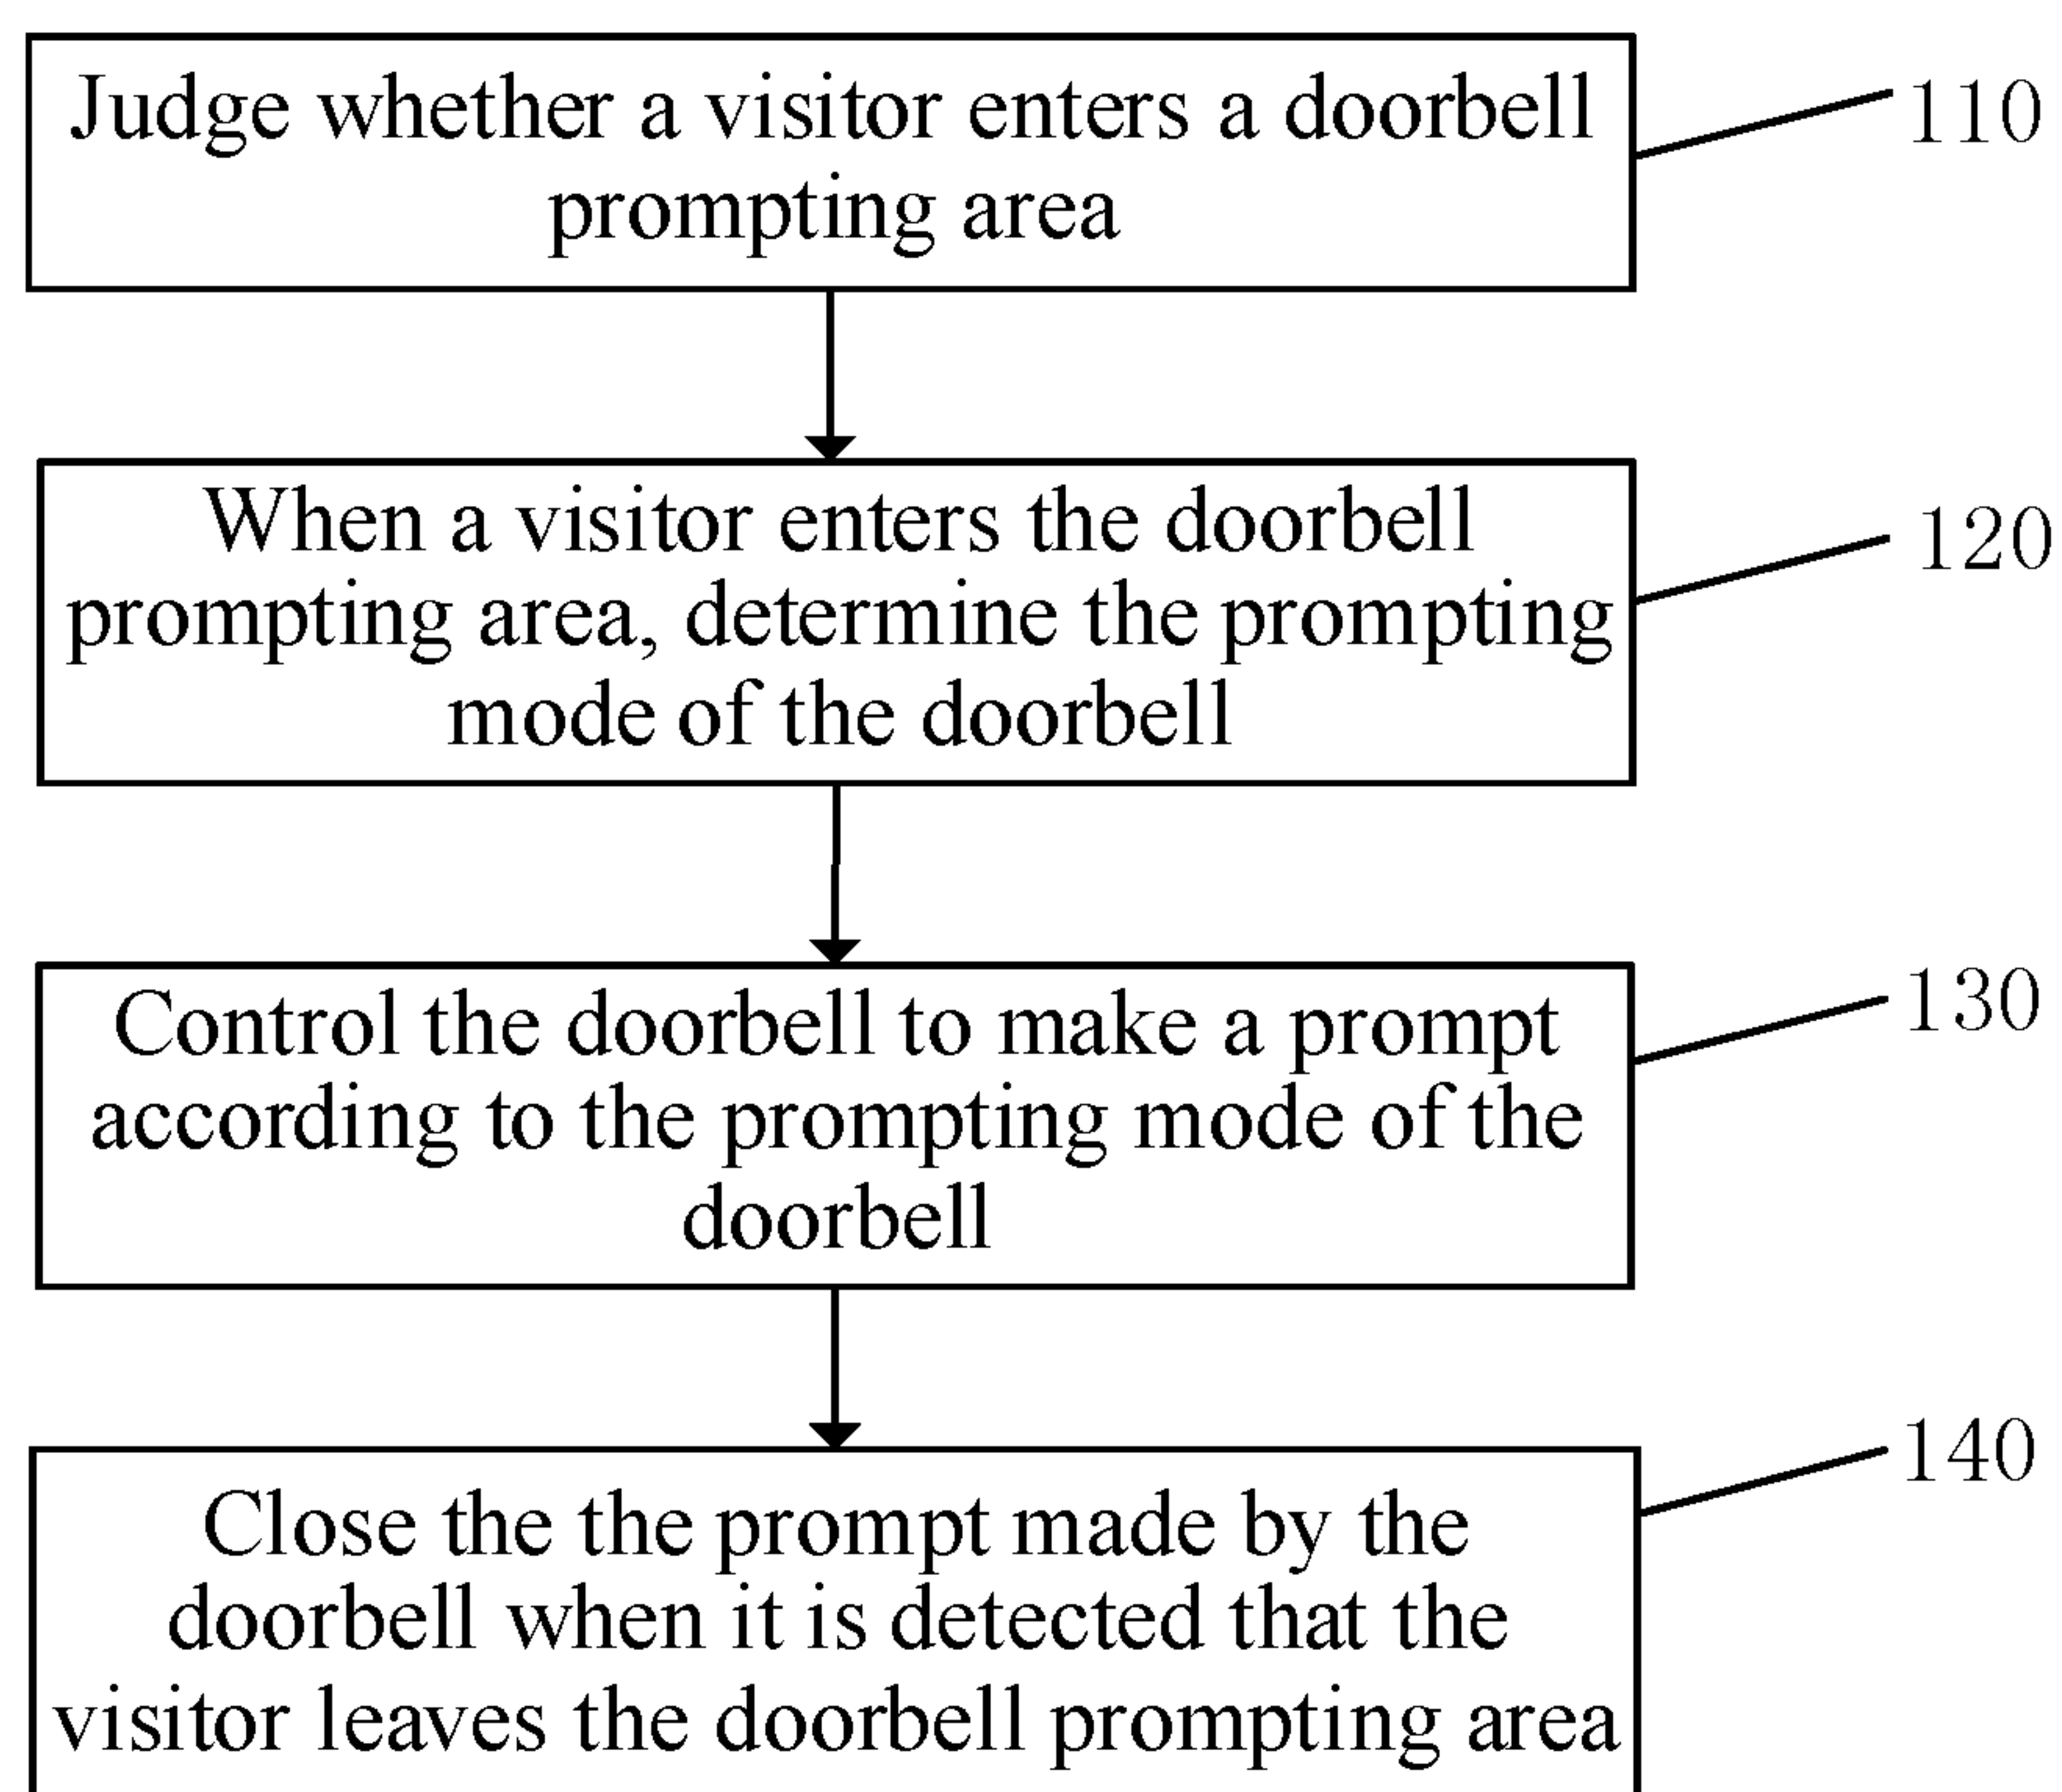 Judge whether a visitor enters a doorbell
prompting area
110
When a visitor enters the doorbell
prompting area, determine the prompting
mode of the doorbell
120
Control the doorbell to make a prompt
according to the prompting mode of the
doorbell
130
Close the the prompt made by the
doorbell when it is detected that the
visitor leaves the doorbell prompting area
140